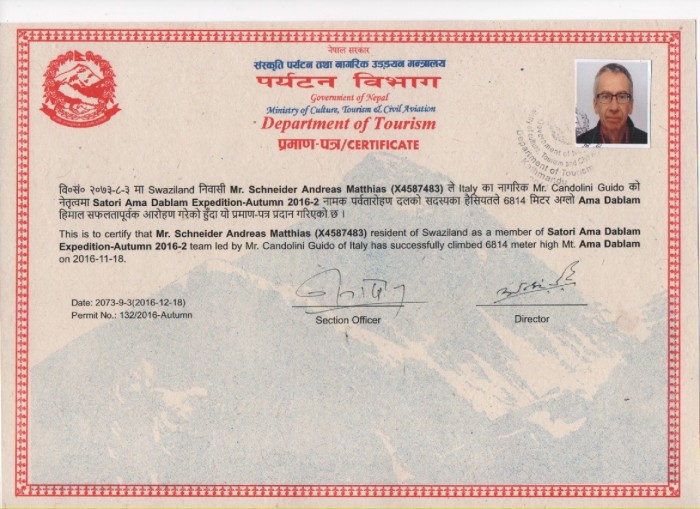 नेपाल सरकार
संस्कृति पर्यटन तथा नागरिक उड्डयन मन्त्रालय
पर्यटन विभाग
Government of Nepal
Ministry of Culture, Tourism & Civil Aviation
Department of Tourism
प्रमाण-पत्र/CERTIFICATE
वि०सं० २०७३-८-३ मा Swaziland निवासी Mr. Schneider Andreas Matthias (X4587483) ले Italy का नागरिक Mr. Candolini Guido को
नेतृत्वमा Satori Ama Dablam Expedition-Autumn 2016-2 नामक पर्वतारोहण दलको सदस्यका हैसियतले 6814 मिटर अग्लो Ama Dablam
हिमाल सफलतापूर्वक आरोहण गरेको हुँदा यो प्रमाण-पत्र प्रदान गरिएको छ ।
This is to certify that Mr. Schneider Andreas Matthias (X4587483) resident of Swaziland as a member of Satori Ama Dablam
Expedition-Autumn 2016-2 team led by Mr. Candolini Guido of Italy has successfully climbed 6814 meter high Mt. Ama Dablam
on 2016-11-18.
Date: 2073-9-3(2016-12-18)
Permit No.: 132/2016-Autumn
Section Officer
Director
Department of Tourism